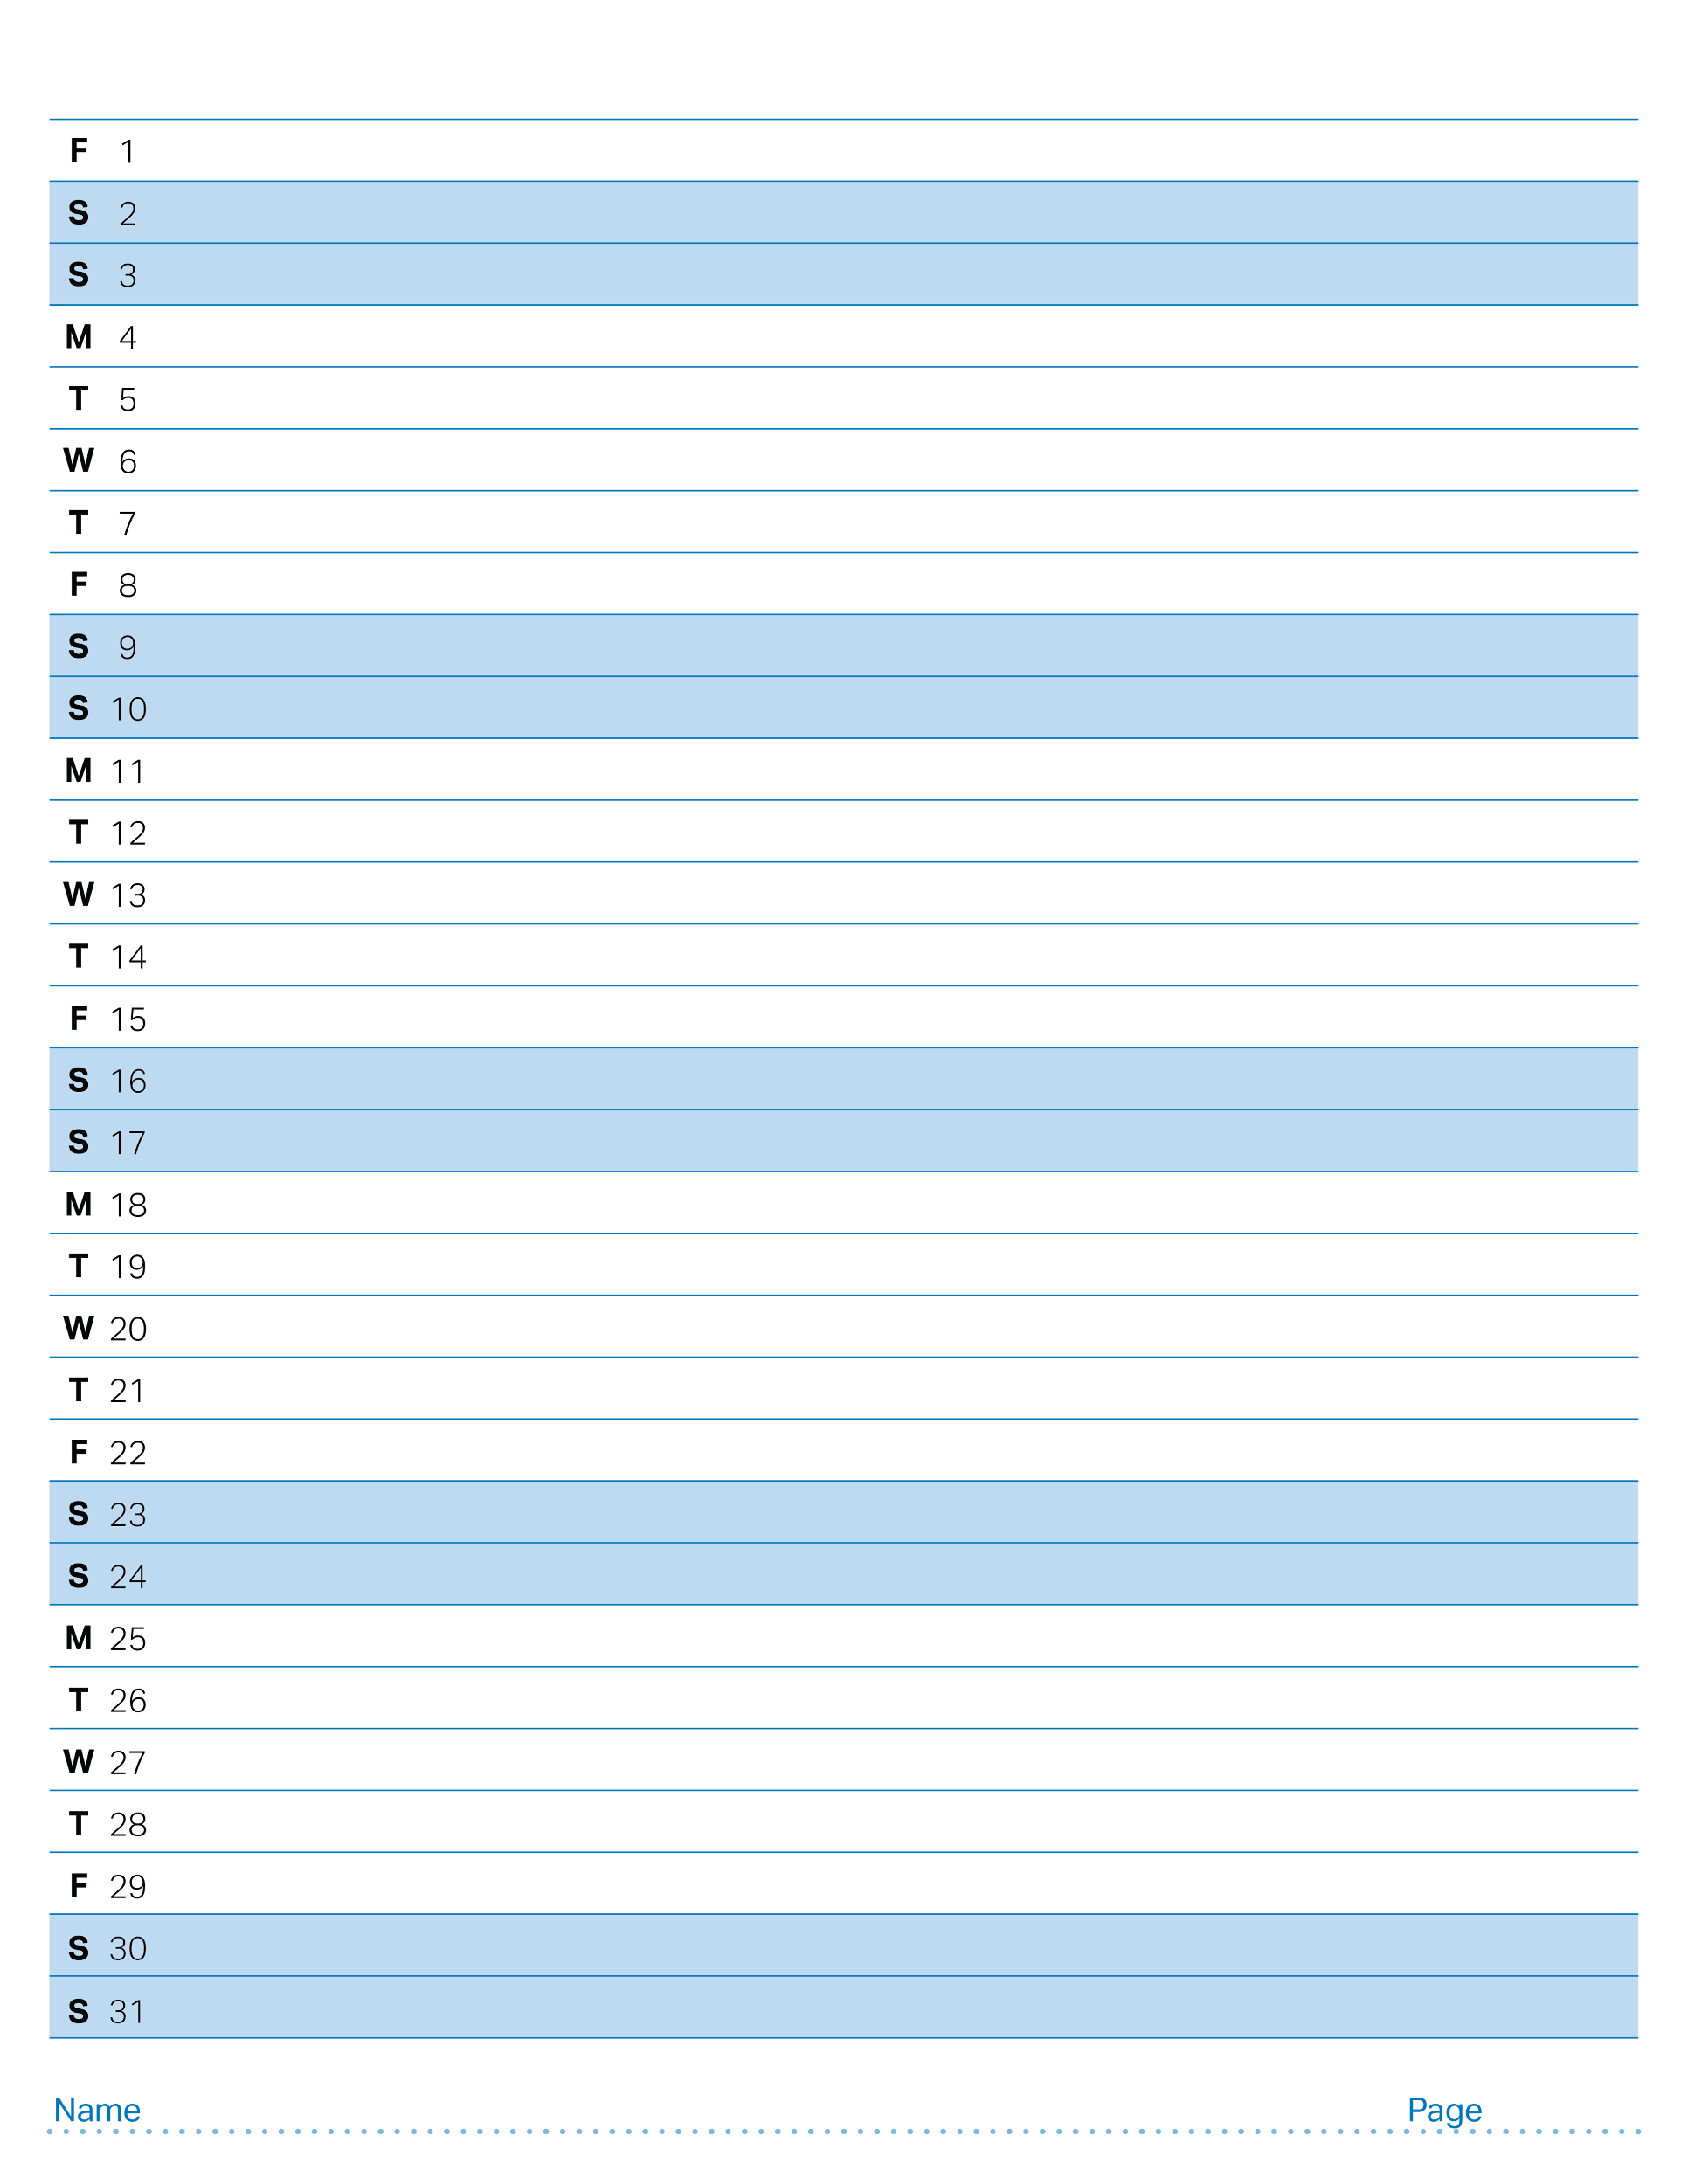 F 1
S 2
S 3
M 4
T 5
W 6
T 7
F 8
S 9
S 10
M 11
T 12
W 13
T 14
F 15
S 16
S 17
M 18
T 19
W 20
T 21
F 22
S 23
S 24
M 25
T 26
W 27
T 28
F 29
S 30
S 31
Name Page